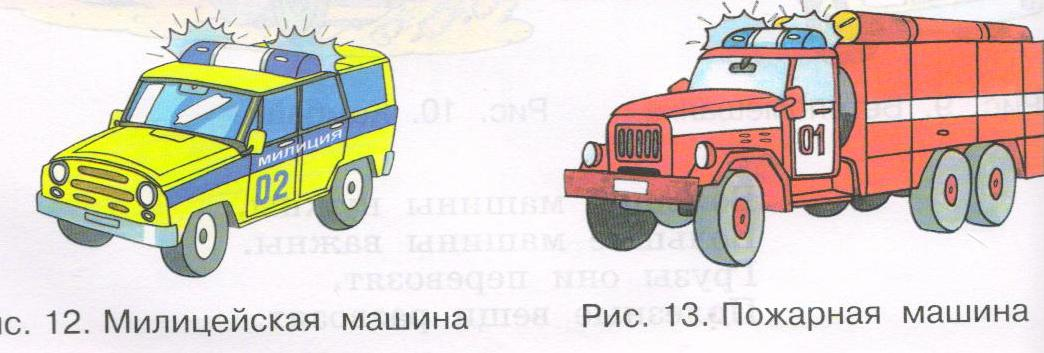 МИЛИЦИЯ
02
01
ис. 12. Милицейская машина
Рис. 13. Пожарная машина